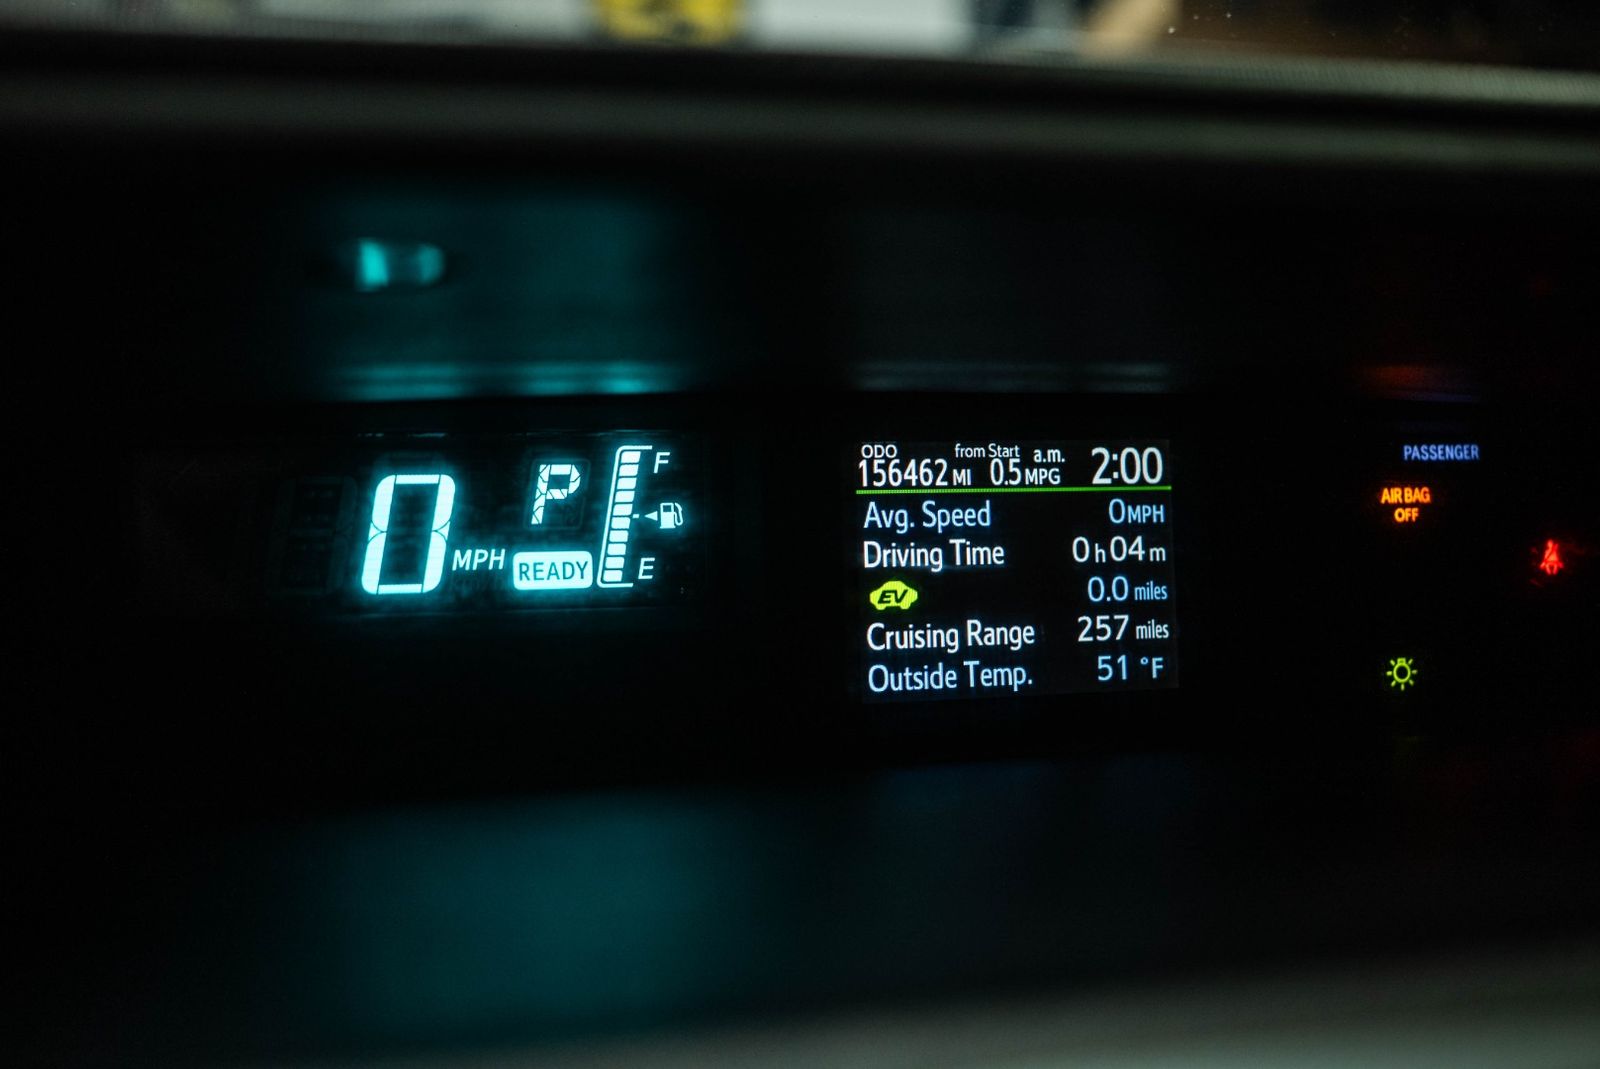 0 MPH
P
READY
F
E
ODO from Start a.m. 2:00
156462 MI 0.5 MPG
Avg. Speed 0 MPH
Driving Time 0 h 04 m
EV 0.0 miles
Cruising Range 257 miles
Outside Temp. 51 °F
PASSENGER
AIR BAG
OFF